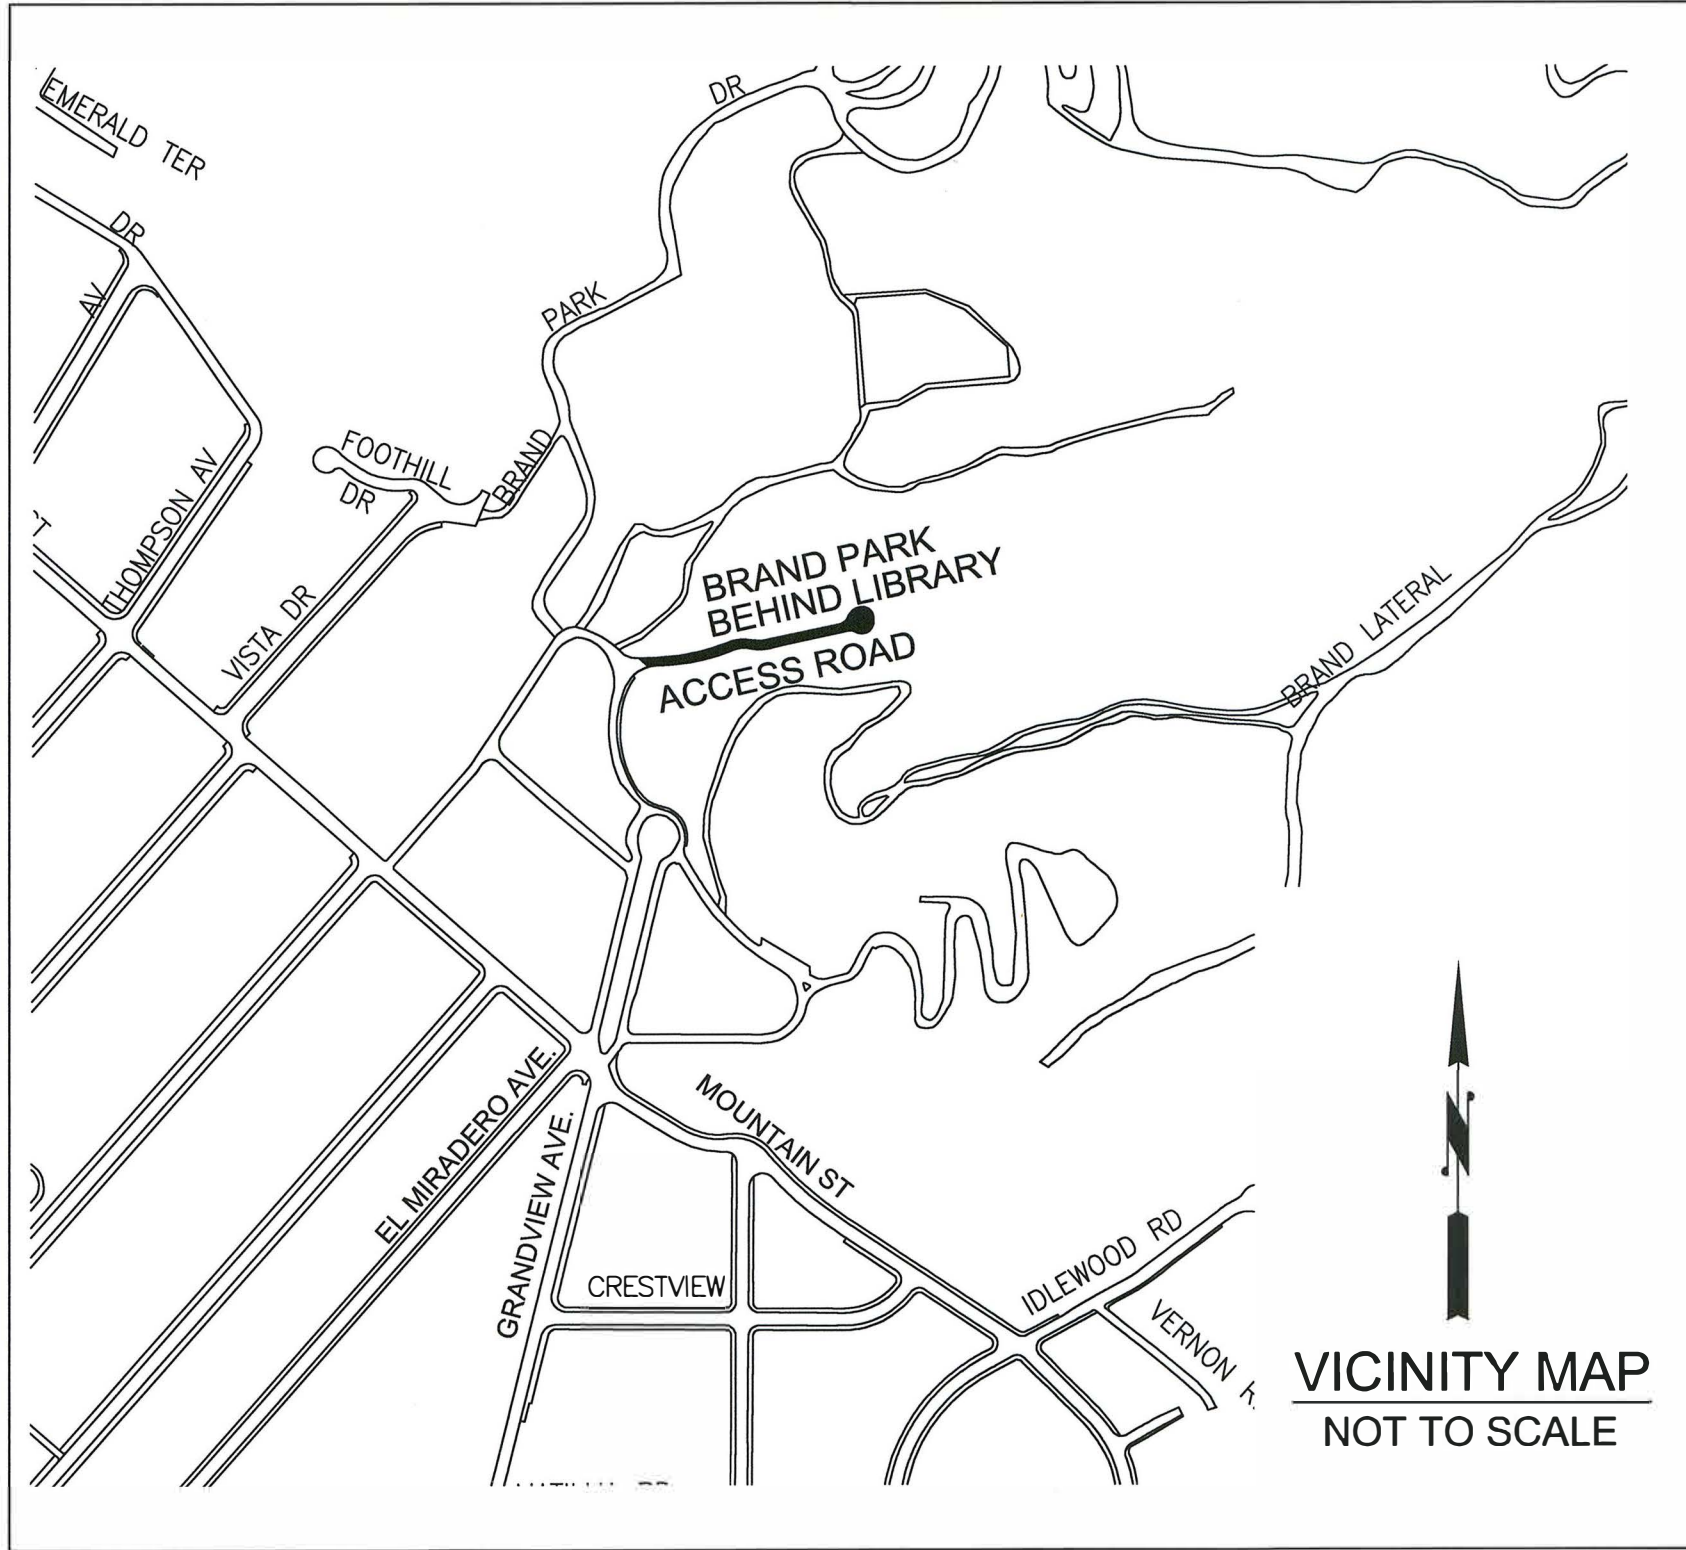 DR
EMERALD TER
DR
AV
PARK
FOOTHILL
DR
BRAND
THOMPSON AV
VISTA DR
BRAND PARK
BEHIND LIBRARY
ACCESS ROAD
BRAND LATERAL
EL MIRADERO AVE.
GRANDVIEW AVE.
MOUNTAIN ST
CRESTVIEW
IDLEWOOD RD
VERNON
N
VICINITY MAP
NOT TO SCALE